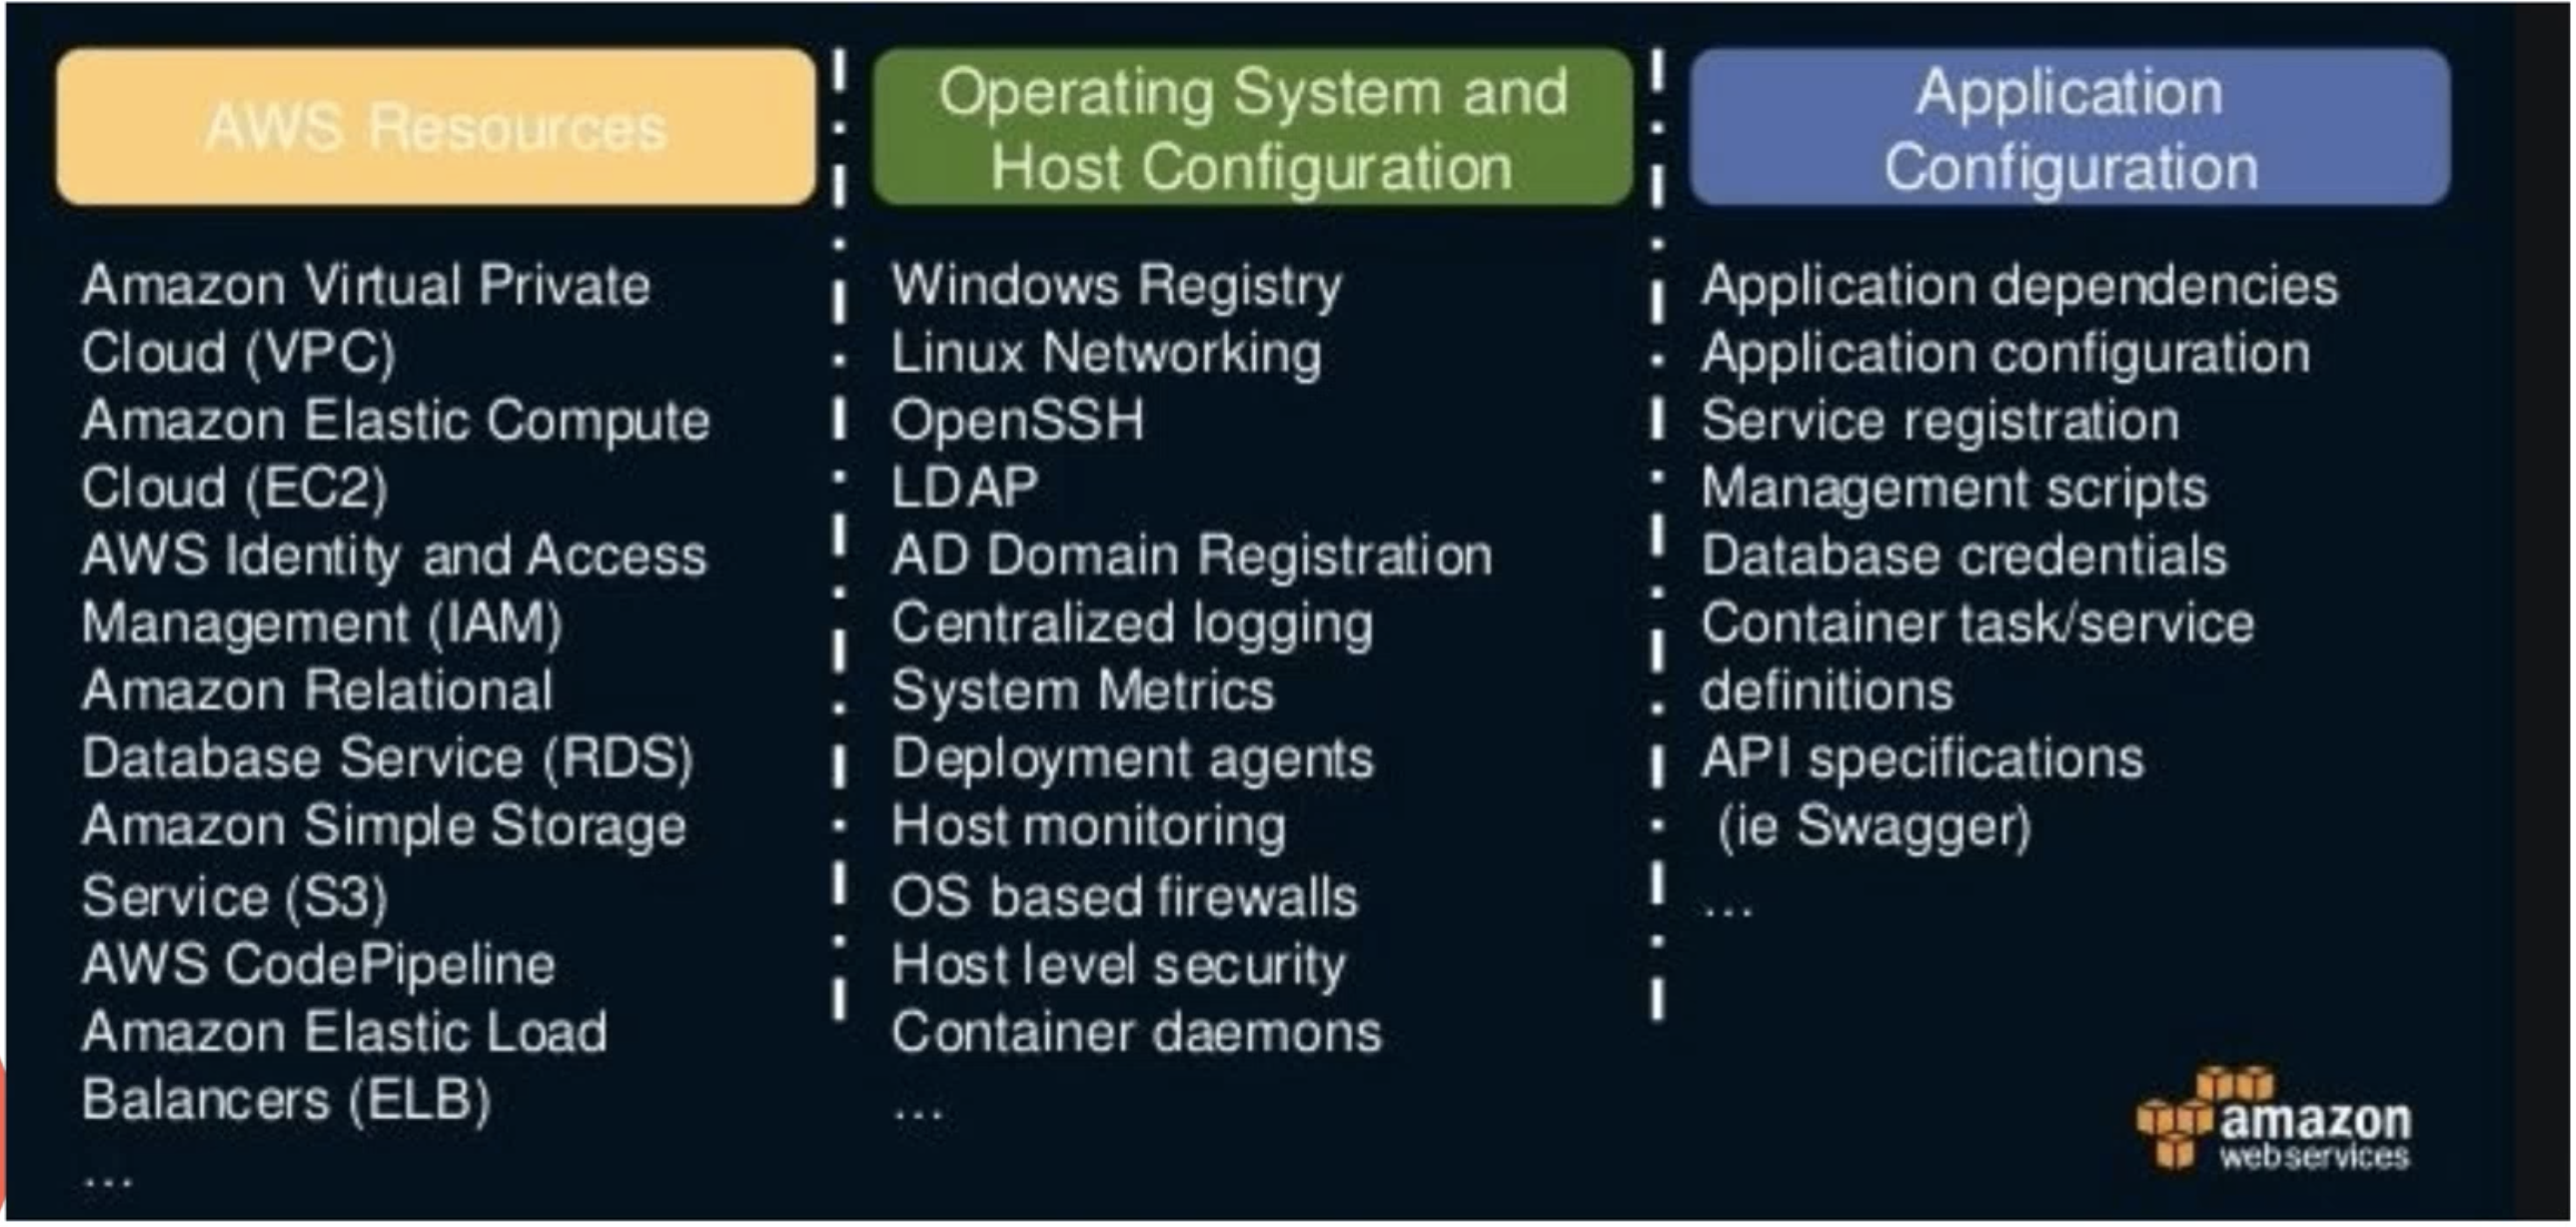 AWS Resources
Amazon Virtual Private
Cloud (VPC)
Amazon Elastic Compute
Cloud (EC2)
AWS Identity and Access
Management (IAM)
Amazon Relational
Database Service (RDS)
Amazon Simple Storage
Service (S3)
AWS CodePipeline
Amazon Elastic Load
Balancers (ELB)
...
Operating System and
Host Configuration
Windows Registry
Linux Networking
OpenSSH
LDAP
AD Domain Registration
Centralized logging
System Metrics
Deployment agents
Host monitoring
OS based firewalls
Host level security
Container daemons
...
Application
Configuration
Application dependencies
Application configuration
Service registration
Management scripts
Database credentials
Container task/service
definitions
API specifications
(ie Swagger)
...
amazon
webservices